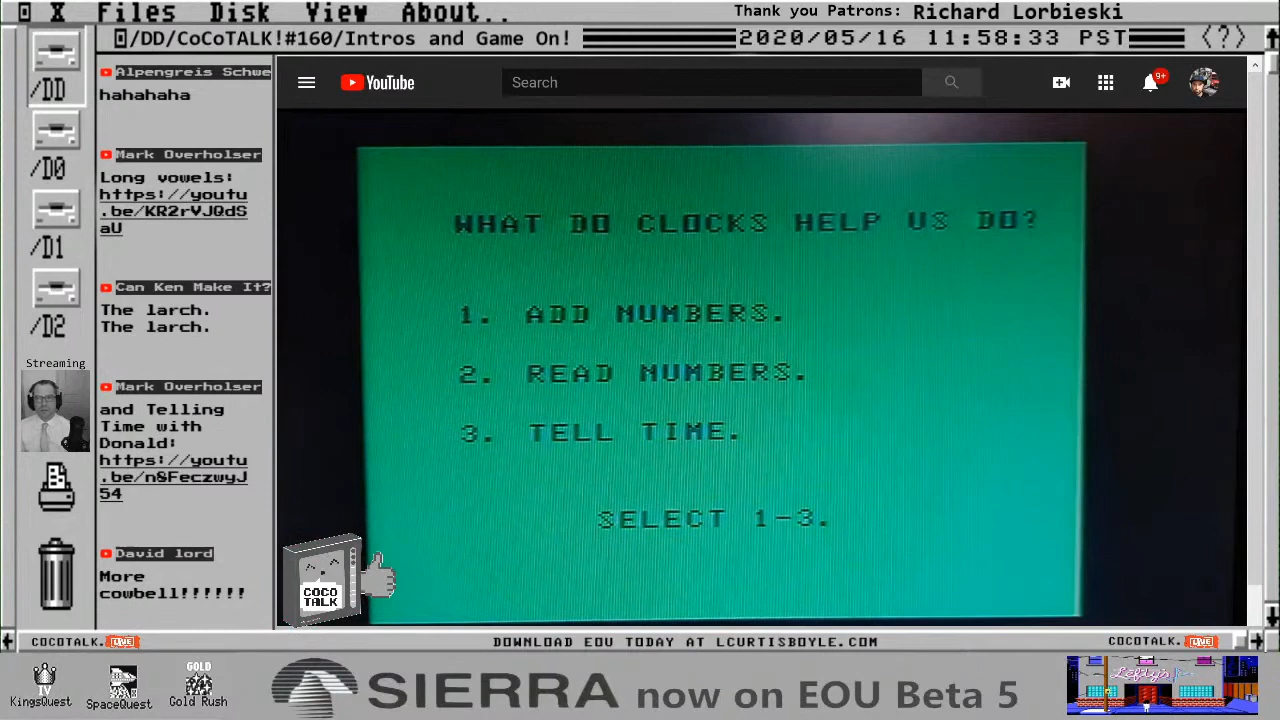 X Files Disk View About..
Thank you Patrons: Richard Lorbieski
/DD/CoCoTALK!#160/Intros and Game On!
2020/05/16 11:58:33 PST
(?)
/DD
/D0
/D1
/D2
Streaming
Alpengreis Schwe
hahahaha
Mark Overholser
Long vowels:
https://youtu
.be/KR2rVJQdS
aU
Can Ken Make It?
The larch.
The larch.
Mark Overholser
and Telling
Time with
Donald:
https://youtu
.be/n8FeczwyJ
54
David lord
More
cowbell!!!!!!
YouTube
Search
9+
WHAT DO CLOCKS HELP US DO?
1. ADD NUMBERS.
2. READ NUMBERS.
3. TELL TIME.
SELECT 1-3.
COCO
TALK
COCOTALK.LIVE
DOWNLOAD EOU TODAY AT LCURTISBOYLE.COM
COCOTALK.LIVE
IV
KingsQuest
SpaceQuest
GOLD
Gold Rush
SIERRA now on EOU Beta 5
Lefty's